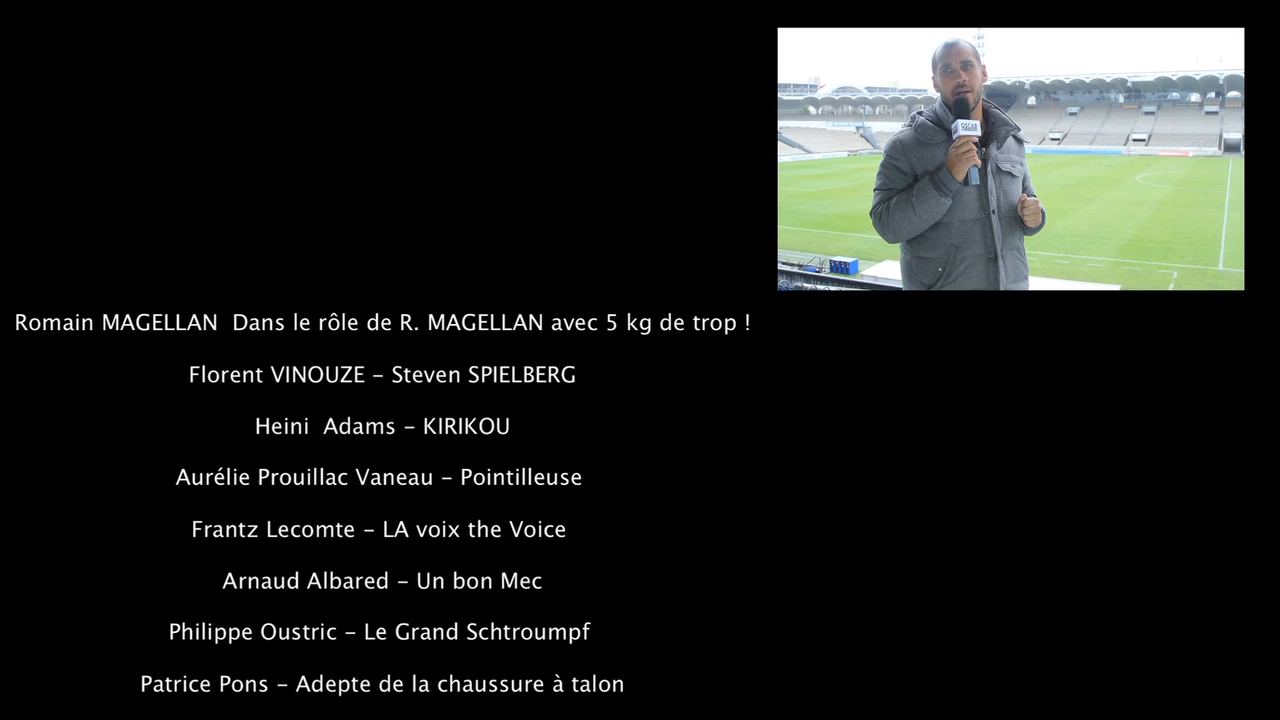 OSCAR
Romain MAGELLAN  Dans le rôle de R. MAGELLAN avec 5 kg de trop !
Florent VINOUZE – Steven SPIELBERG
Heini  Adams – KIRIKOU
Aurélie Prouillac Vaneau – Pointilleuse
Frantz Lecomte – LA voix the Voice
Arnaud Albared – Un bon Mec
Philippe Oustric – Le Grand Schtroumpf
Patrice Pons – Adepte de la chaussure à talon